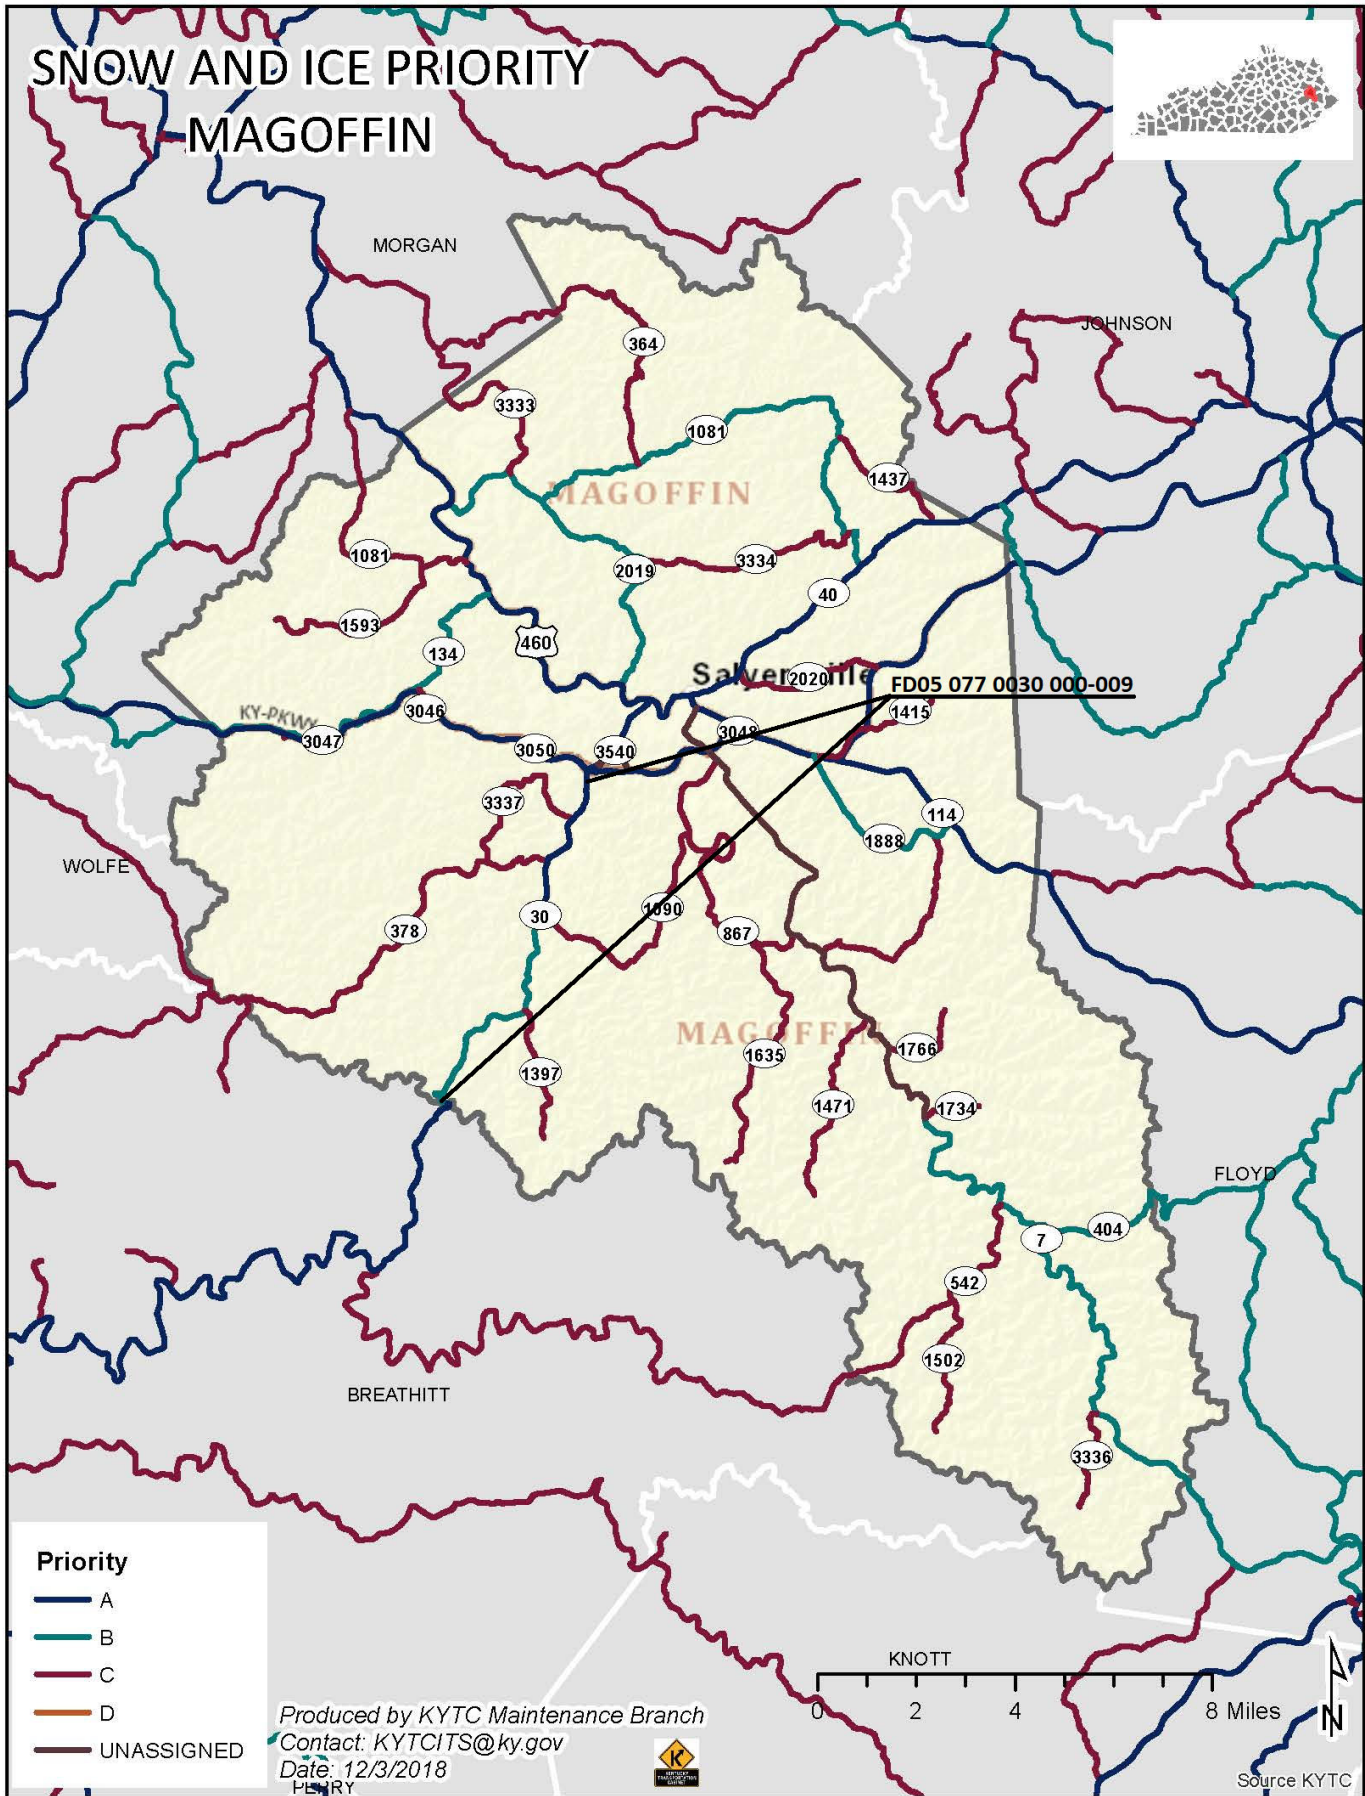 SNOW AND ICE PRIORITY
MAGOFFIN
MORGAN
JOHNSON
364
3333
1081
1437
MAGOFFIN
1081
2019
3334
40
1593
134
460
Salyersville
2020
FD05 077 0030 000-009
3046
1415
KY-PKWY
3047
3050
3540
3048
3337
114
1888
WOLFE
378
30
1090
867
MAGOFFIN
1766
1635
1397
1471
1734
FLOYD
7
404
542
1502
BREATHITT
3336
Priority
A
B
C
D
UNASSIGNED
KNOTT
0 2 4 8 Miles
N
Produced by KYTC Maintenance Branch
Contact: KYTCITS@ky.gov
Date: 12/3/2018
PERRY
KENTUCKY
TRANSPORTATION
CABINET
Source KYTC